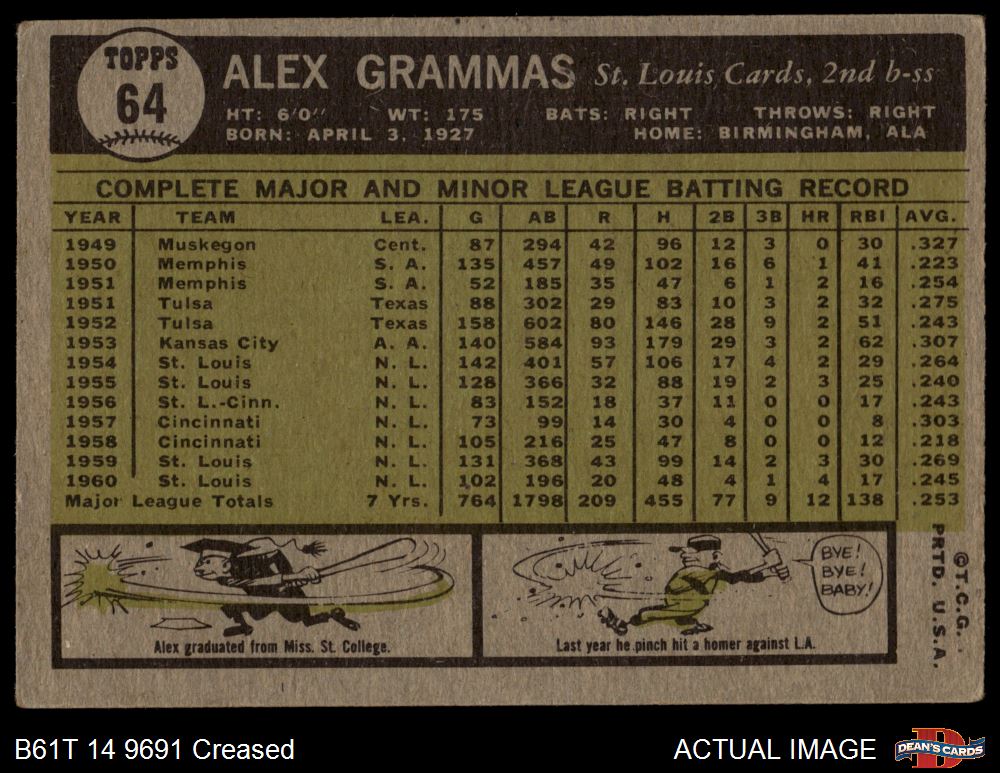 TOPPS
64
ALEX GRAMMAS St. Louis Cards, 2nd b-ss
HT: 6'0" WT: 175 BATS: RIGHT THROWS: RIGHT
BORN: APRIL 3, 1927 HOME: BIRMINGHAM, ALA
COMPLETE MAJOR AND MINOR LEAGUE BATTING RECORD
YEAR TEAM LEA. G AB R H 2B 3B HR RBI AVG.
1949 Muskegon Cent. 87 294 42 96 12 3 0 30 .327
1950 Memphis S. A. 135 457 49 102 16 6 1 41 .223
1951 Memphis S. A. 52 185 35 47 6 1 2 16 .254
1951 Tulsa Texas 88 302 29 83 10 3 2 32 .275
1952 Tulsa Texas 158 602 80 146 28 9 2 51 .243
1953 Kansas City A. A. 140 584 93 179 29 3 2 62 .307
1954 St. Louis N. L. 142 401 57 106 17 4 2 29 .264
1955 St. Louis N. L. 128 366 32 88 19 2 3 25 .240
1956 St. L.-Cinn. N. L. 83 152 18 37 11 0 0 17 .243
1957 Cincinnati N. L. 73 99 14 30 4 0 0 8 .303
1958 Cincinnati N. L. 105 216 25 47 8 0 0 12 .218
1959 St. Louis N. L. 131 368 43 99 14 2 3 30 .269
1960 St. Louis N. L. 102 196 20 48 4 1 4 17 .245
Major League Totals 7 Yrs. 764 1798 209 455 77 9 12 138 .253
Alex graduated from Miss. St. College.
BYE!
BYE!
BABY!
Last year he pinch hit a homer against L.A.
©T.C.G.
PRTD. U.S.A.
B61T 14 9691 Creased
ACTUAL IMAGE
D
DEAN'S CARDS